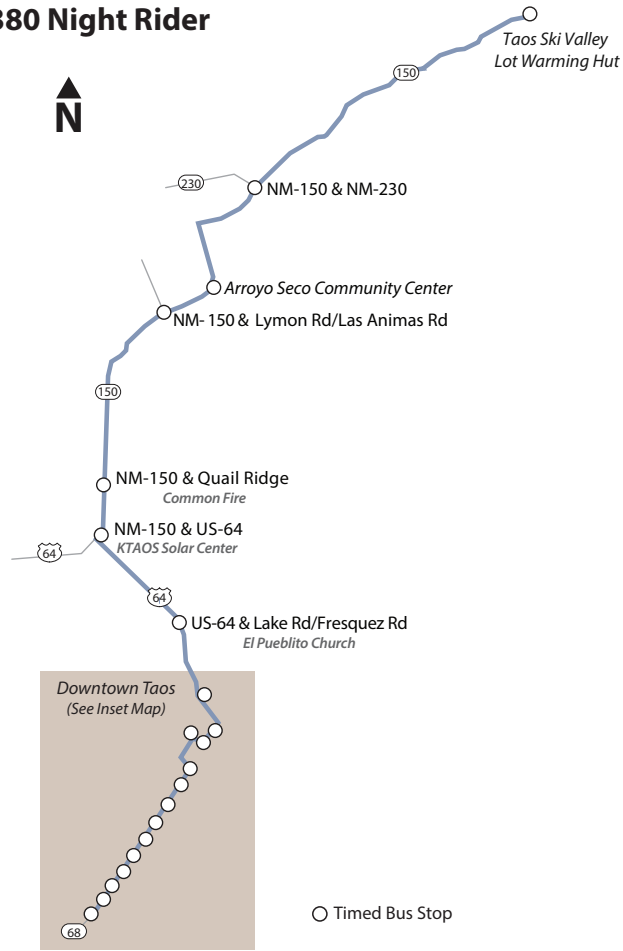 380 Night Rider
Taos Ski Valley
Lot Warming Hut
150
N
230
NM-150 & NM-230
Arroyo Seco Community Center
NM- 150 & Lymon Rd/Las Animas Rd
150
NM-150 & Quail Ridge
Common Fire
NM-150 & US-64
KTAOS Solar Center
64
64
US-64 & Lake Rd/Fresquez Rd
El Pueblito Church
Downtown Taos
(See Inset Map)
Timed Bus Stop
68